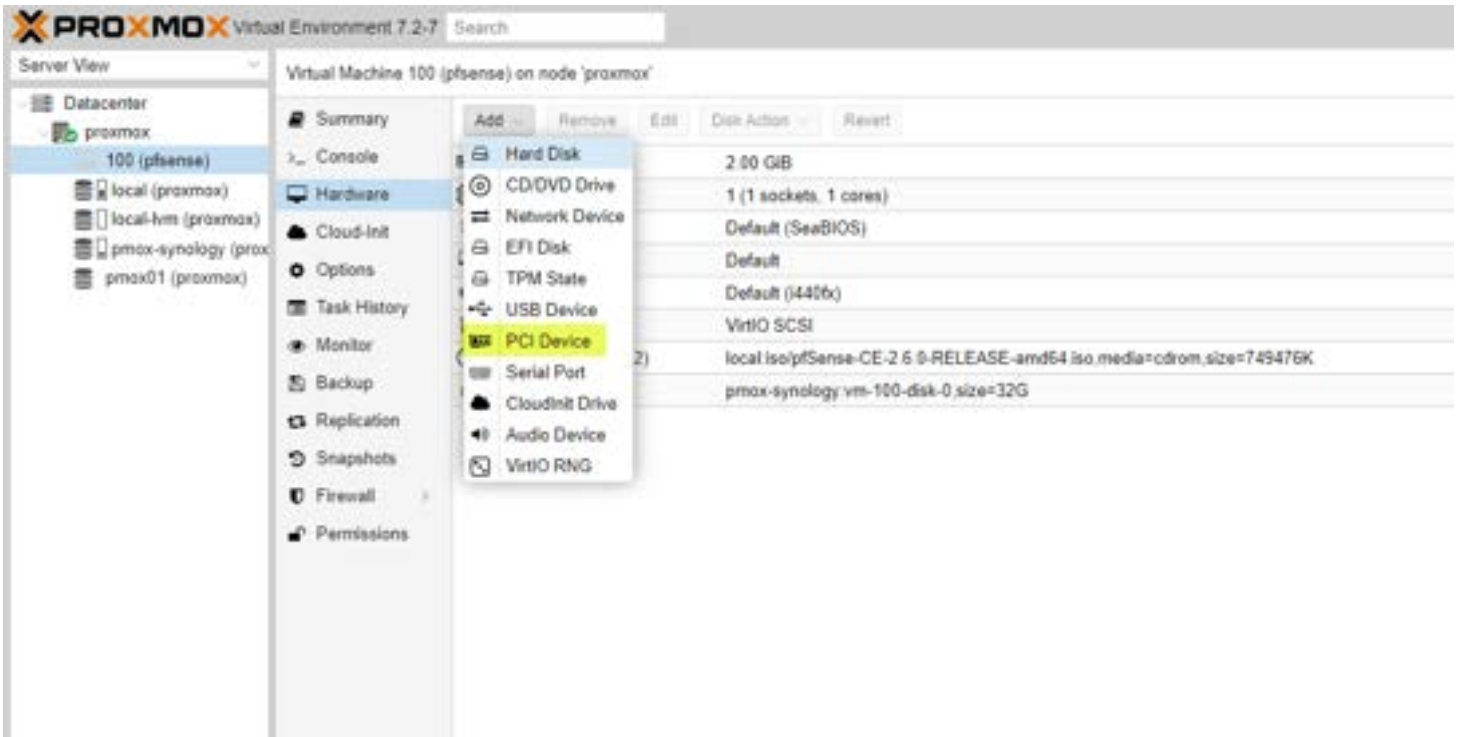 PROXMOX Virtual Environment 7.2-7 Search
Server View
Datacenter
proxmox
100 (pfsense)
local (proxmox)
local-lvm (proxmox)
pmox-synology (prox
pmox01 (proxmox)
Virtual Machine 100 (pfsense) on node 'proxmox'
Summary
Console
Hardware
Cloud-Init
Options
Task History
Monitor
Backup
Replication
Snapshots
Firewall
Permissions
Add Remove Edit Disk Action Revert
Hard Disk
CD/DVD Drive
Network Device
EFI Disk
TPM State
USB Device
PCI Device
Serial Port
CloudInit Drive
Audio Device
VirtIO RNG
2.00 GiB
1 (1 sockets, 1 cores)
Default (SeaBIOS)
Default
Default (i440fx)
VirtIO SCSI
2) local:iso/pfSense-CE-2.6.0-RELEASE-amd64.iso,media=cdrom,size=749476K
pmox-synology:vm-100-disk-0,size=32G